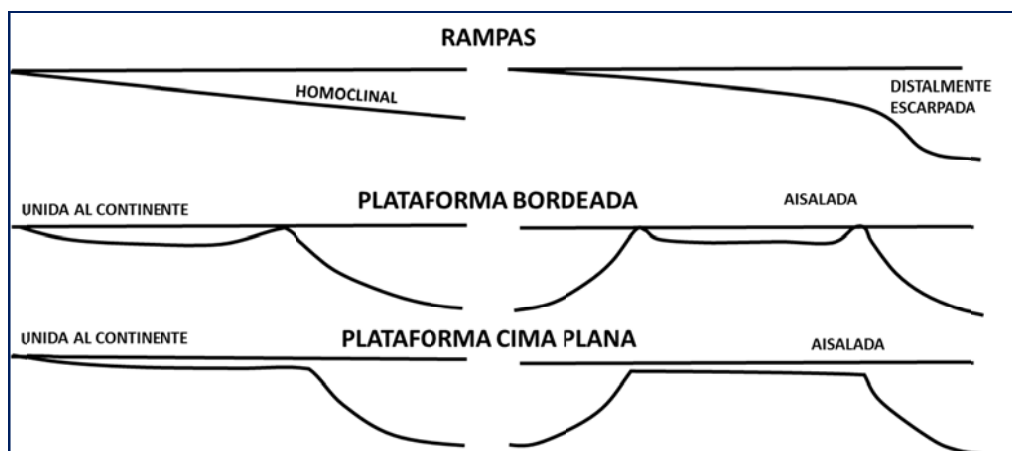 RAMPAS
HOMOCLINAL
DISTALMENTE
ESCARPADA
PLATAFORMA BORDEADA
UNIDA AL CONTINENTE
AISALADA
PLATAFORMA CIMA PLANA
UNIDA AL CONTINENTE
AISALADA